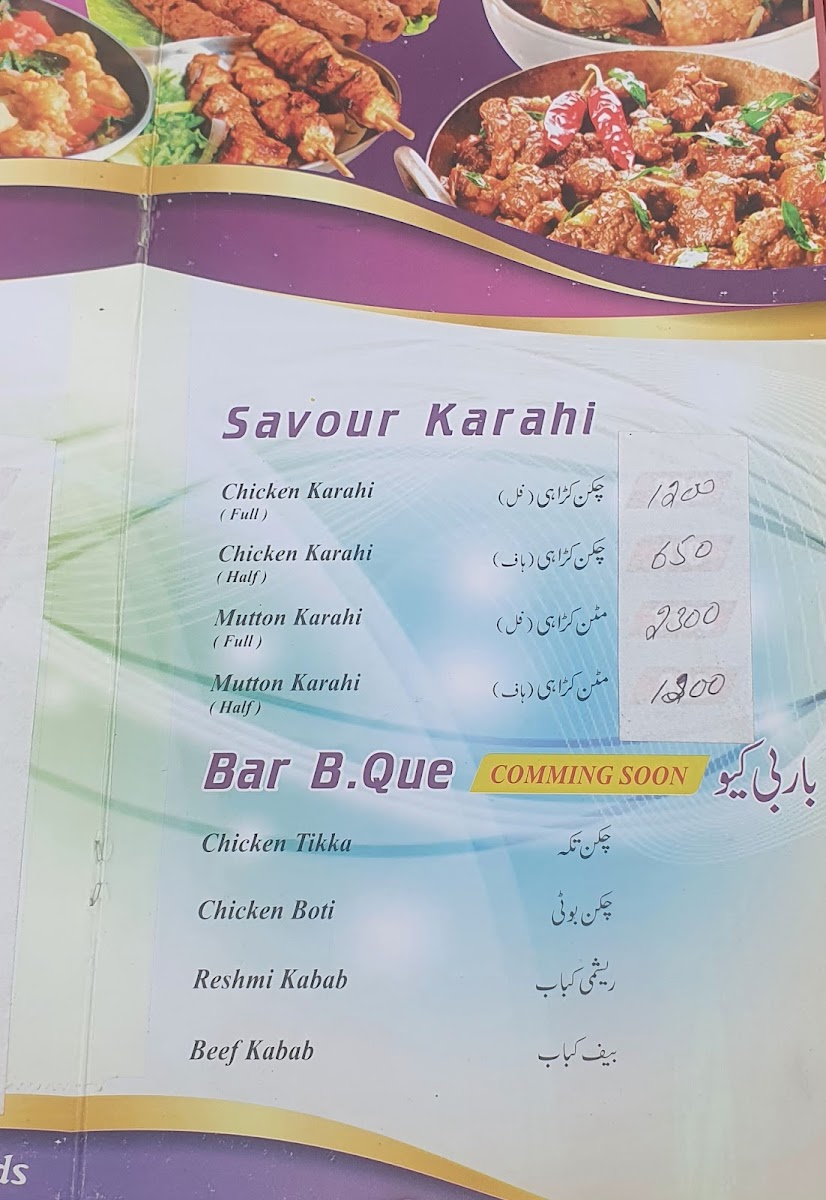 Savour Karahi
Chicken Karahi چکن کڑاہی (فل) 1200
( Full )
Chicken Karahi چکن کڑاہی (ہاف) 650
( Half )
Mutton Karahi مٹن کڑاہی (فل) 2300
( Full )
Mutton Karahi مٹن کڑاہی (ہاف) 1200
( Half )
Bar B.Que COMMING SOON باربی کیو
Chicken Tikka چکن تکہ
Chicken Boti چکن بوٹی
Reshmi Kabab ریشمی کباب
Beef Kabab بیف کباب
ds